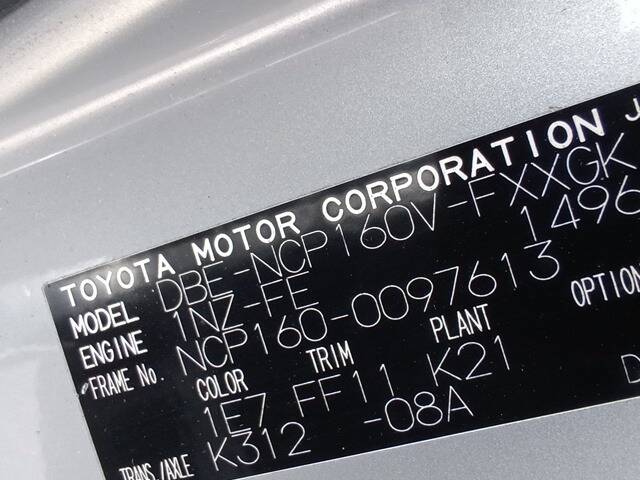 TOYOTA MOTOR CORPORATION J
MODEL DBE-NCP160V-FXXGK
ENGINE 1NZ-FE 1496
FRAME No. NCP160-0097613
COLOR TRIM PLANT OPTION
1E7 FF11 K21
TRANS./AXLE K312 -08A D